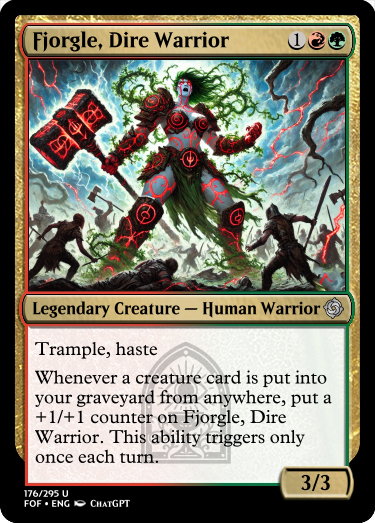 Fjorgle, Dire Warrior 1
Legendary Creature — Human Warrior
Trample, haste
Whenever a creature card is put into
your graveyard from anywhere, put a
+1/+1 counter on Fjorgle, Dire
Warrior. This ability triggers only
once each turn.
3/3
176/295 U
FOF • ENG ChatGPT